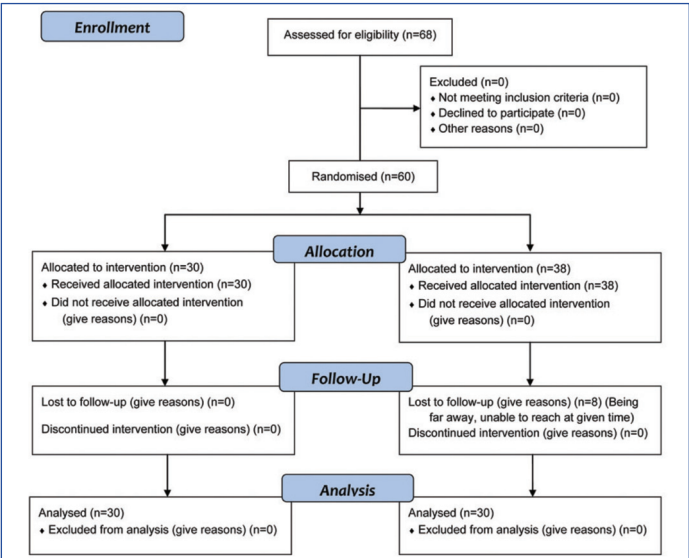 Enrollment
Assessed for eligibility (n=68)
Excluded (n=0)
♦ Not meeting inclusion criteria (n=0)
♦ Declined to participate (n=0)
♦ Other reasons (n=0)
Randomised (n=60)
Allocation
Allocated to intervention (n=30)
♦ Received allocated intervention (n=30)
♦ Did not receive allocated intervention
(give reasons) (n=0)
Allocated to intervention (n=38)
♦ Received allocated intervention (n=38)
♦ Did not receive allocated intervention
(give reasons) (n=0)
Follow-Up
Lost to follow-up (give reasons) (n=0)
Discontinued intervention (give reasons) (n=0)
Lost to follow-up (give reasons) (n=8) (Being
far away, unable to reach at given time)
Discontinued intervention (give reasons) (n=0)
Analysis
Analysed (n=30)
♦ Excluded from analysis (give reasons) (n=0)
Analysed (n=30)
♦ Excluded from analysis (give reasons) (n=0)